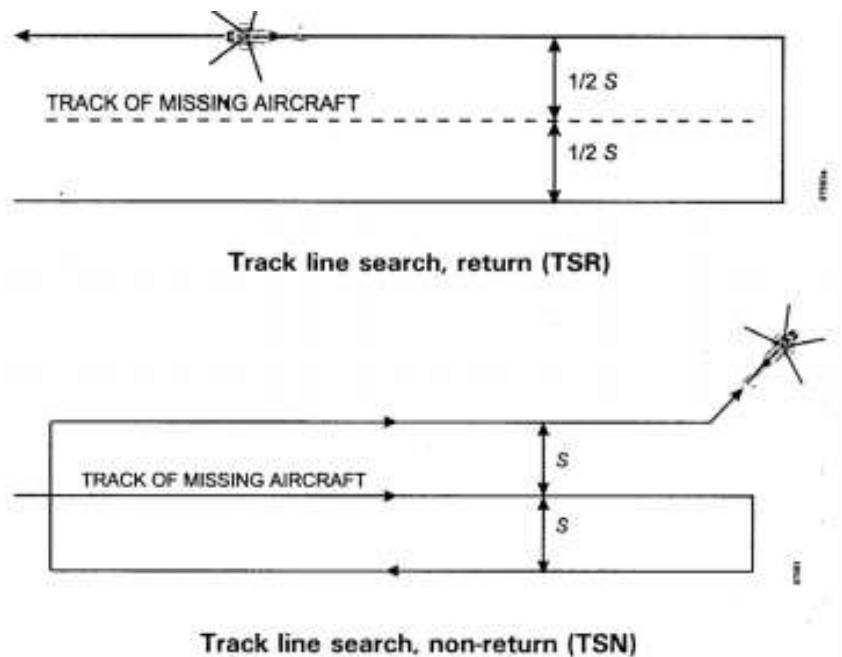 1/2 S
TRACK OF MISSING AIRCRAFT
1/2 S
Track line search, return (TSR)
S
TRACK OF MISSING AIRCRAFT
S
Track line search, non-return (TSN)